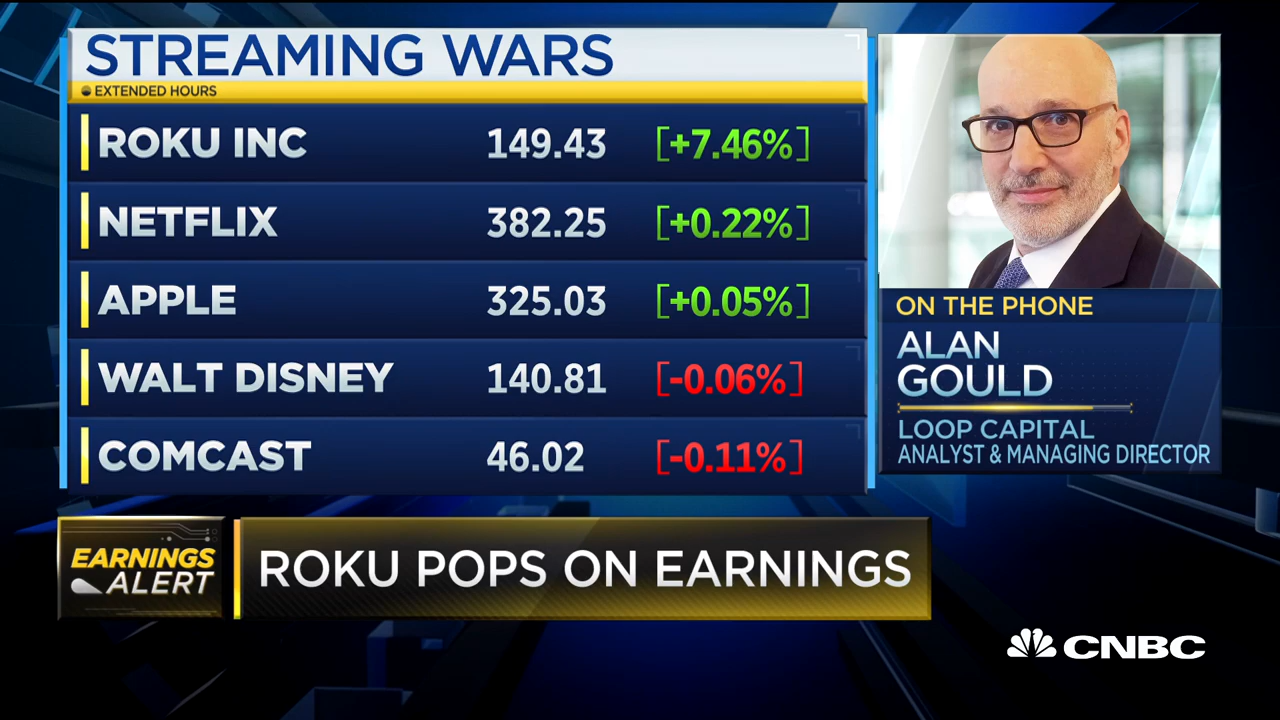 STREAMING WARS
EXTENDED HOURS
ROKU INC 149.43 [+7.46%]
NETFLIX 382.25 [+0.22%]
APPLE 325.03 [+0.05%]
WALT DISNEY 140.81 [-0.06%]
COMCAST 46.02 [-0.11%]
ON THE PHONE
ALAN
GOULD
LOOP CAPITAL
ANALYST & MANAGING DIRECTOR
EARNINGS
ALERT
ROKU POPS ON EARNINGS
CNBC